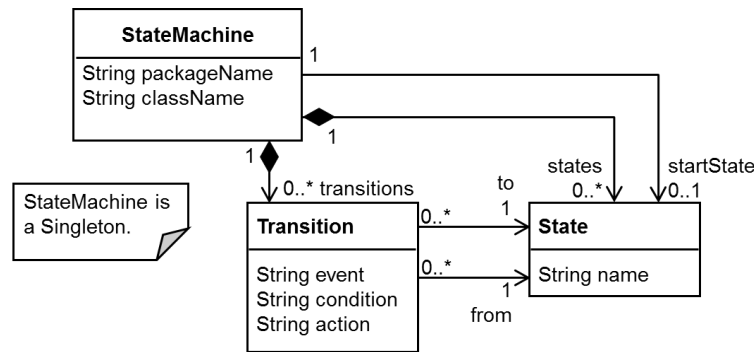 StateMachine
String packageName
String className
1
1
1
states
0..*
startState
0..1
0..* transitions
StateMachine is
a Singleton.
Transition
String event
String condition
String action
0..*
to
1
0..*
1
from
State
String name